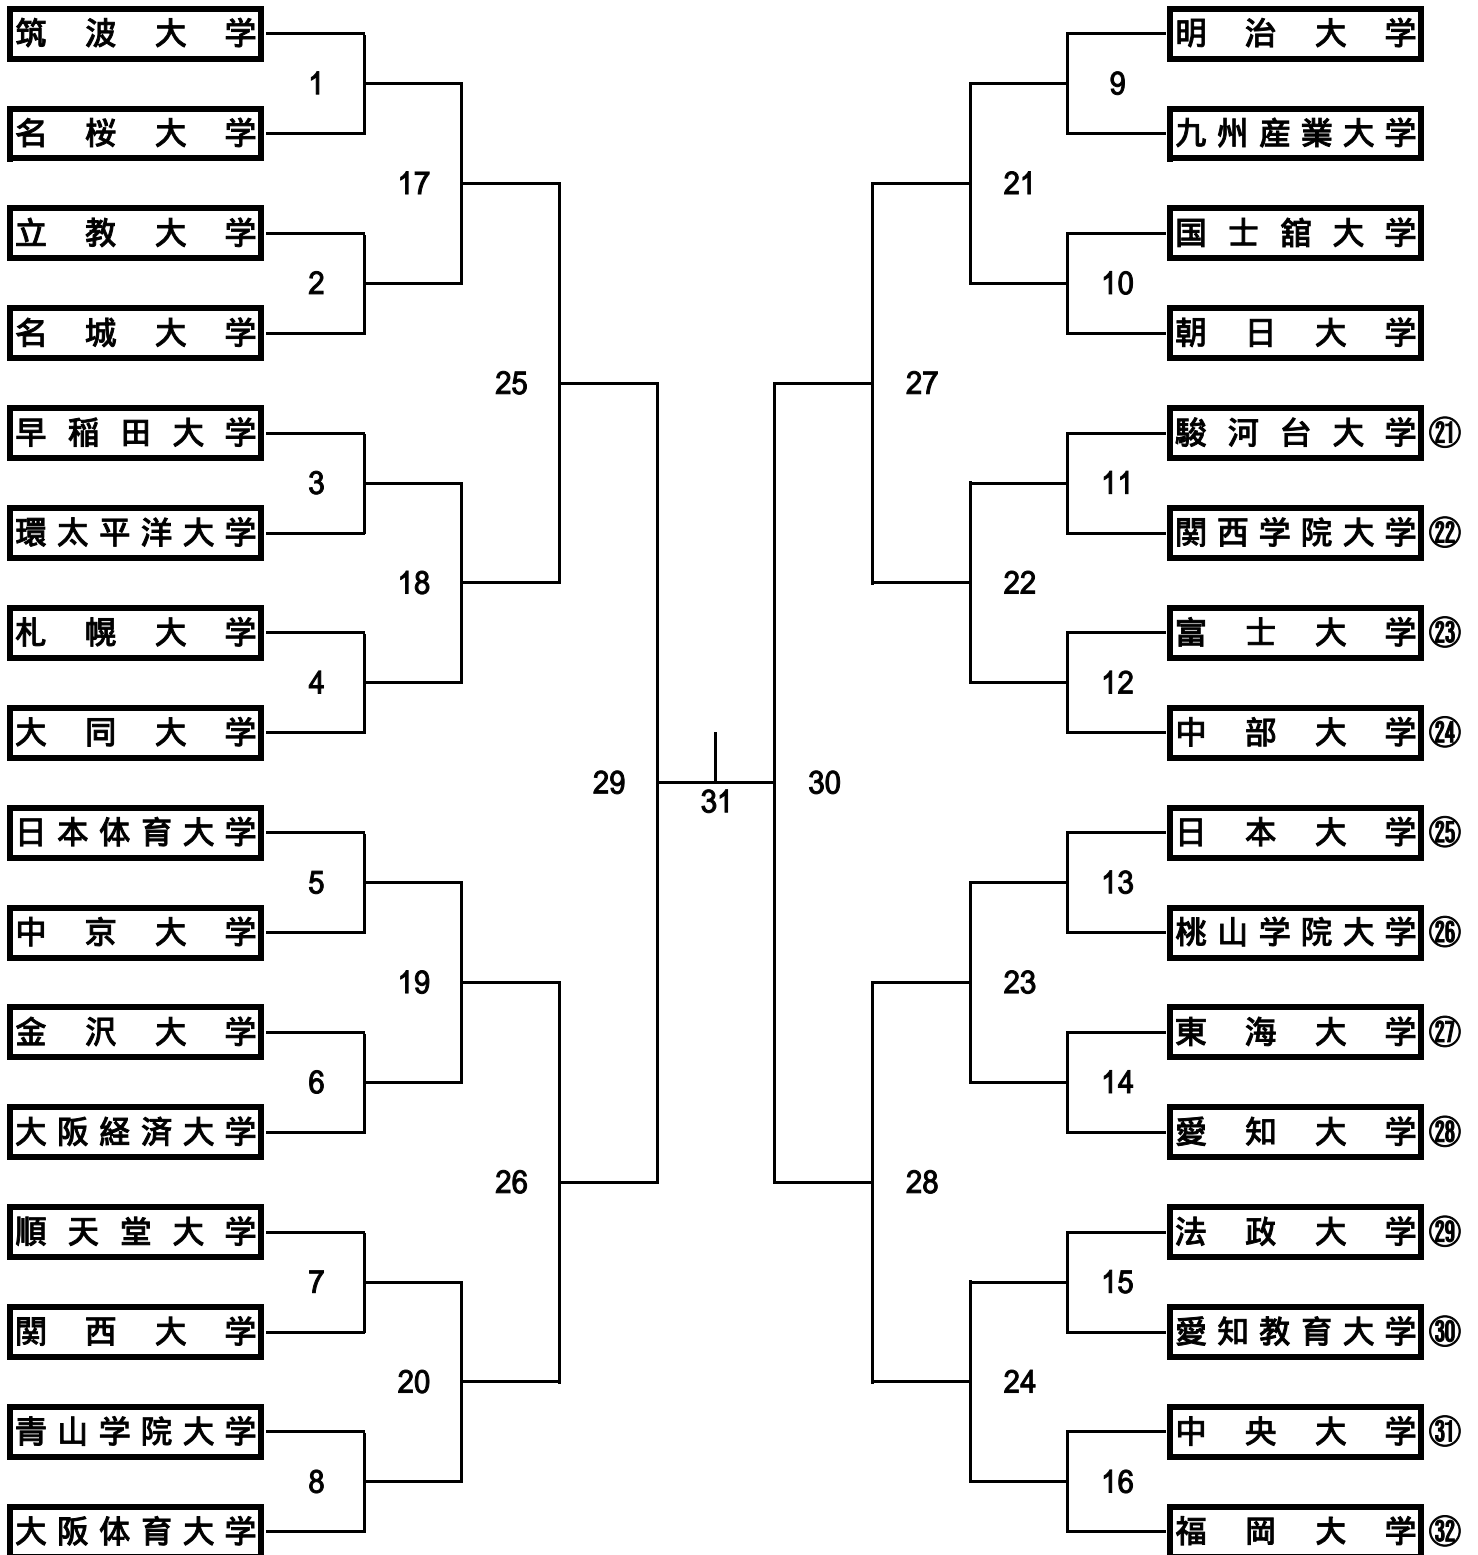 筑波大学
1
名桜大学
17
立教大学
2
名城大学
25
早稲田大学
3
環太平洋大学
18
札幌大学
4
大同大学
29
日本体育大学
5
中京大学
19
金沢大学
6
大阪経済大学
26
順天堂大学
7
関西大学
20
青山学院大学
8
大阪体育大学
31
明治大学
9
九州産業大学
21
国士舘大学
10
朝日大学
27
駿河台大学 ㉑
11
関西学院大学 ㉒
22
富士大学 ㉓
12
中部大学 ㉔
30
日本大学 ㉕
13
桃山学院大学 ㉖
23
東海大学 ㉗
14
愛知大学 ㉘
28
法政大学 ㉙
15
愛知教育大学 ㉚
24
中央大学 ㉛
16
福岡大学 ㉜